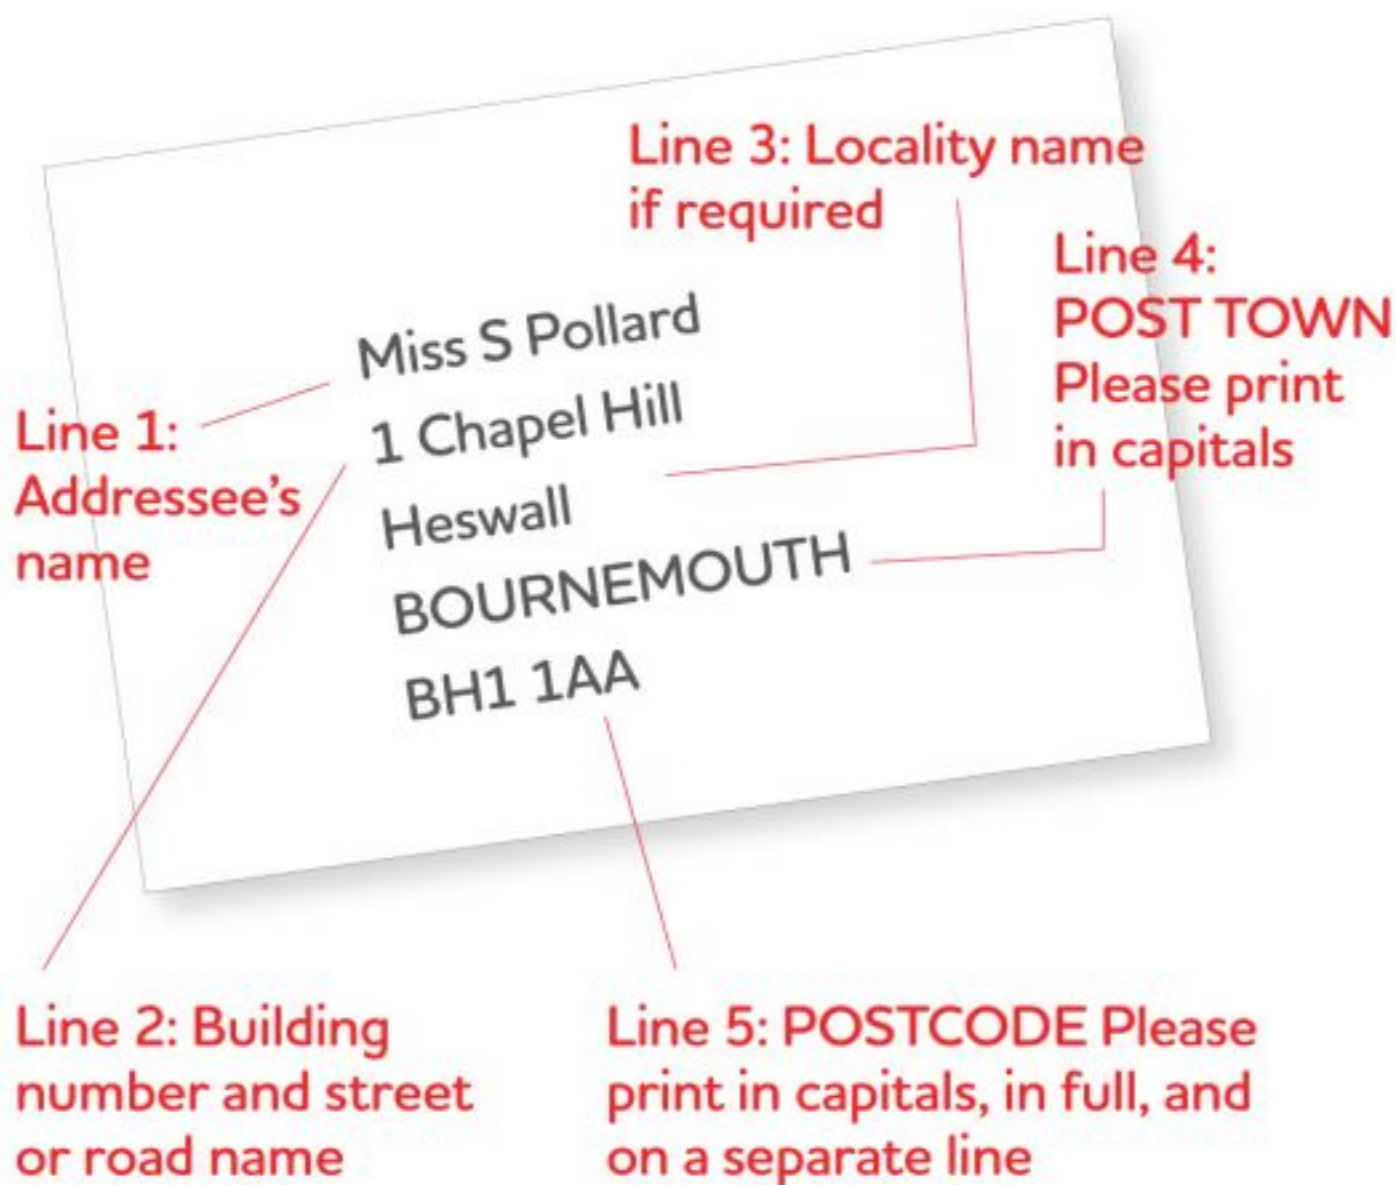 Line 3: Locality name
if required
Line 4:
POST TOWN
Please print
in capitals
Miss S Pollard
1 Chapel Hill
Heswall
BOURNEMOUTH
BH1 1AA
Line 1:
Addressee's
name
Line 2: Building
number and street
or road name
Line 5: POSTCODE Please
print in capitals, in full, and
on a separate line